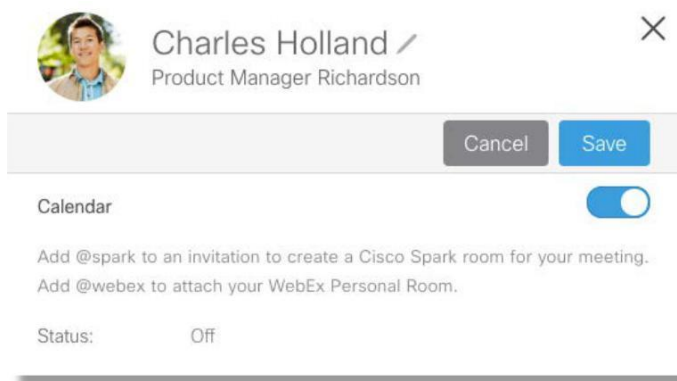 Charles Holland
Product Manager Richardson
Cancel Save
Calendar
Add @spark to an invitation to create a Cisco Spark room for your meeting.
Add @webex to attach your WebEx Personal Room.
Status: Off